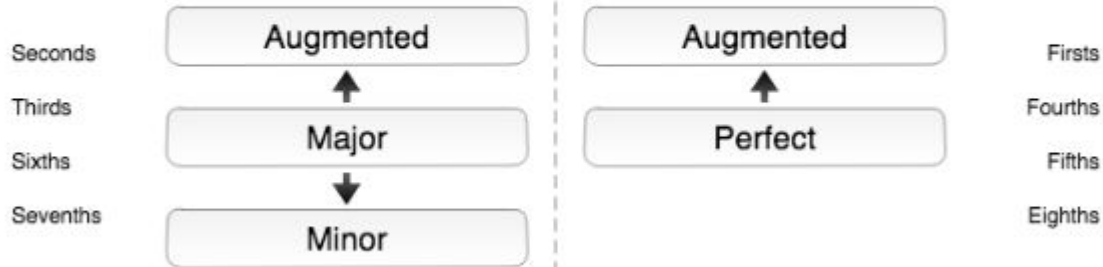 Seconds
Thirds
Sixths
Sevenths
Augmented
Major
Minor
Augmented
Perfect
Firsts
Fourths
Fifths
Eighths